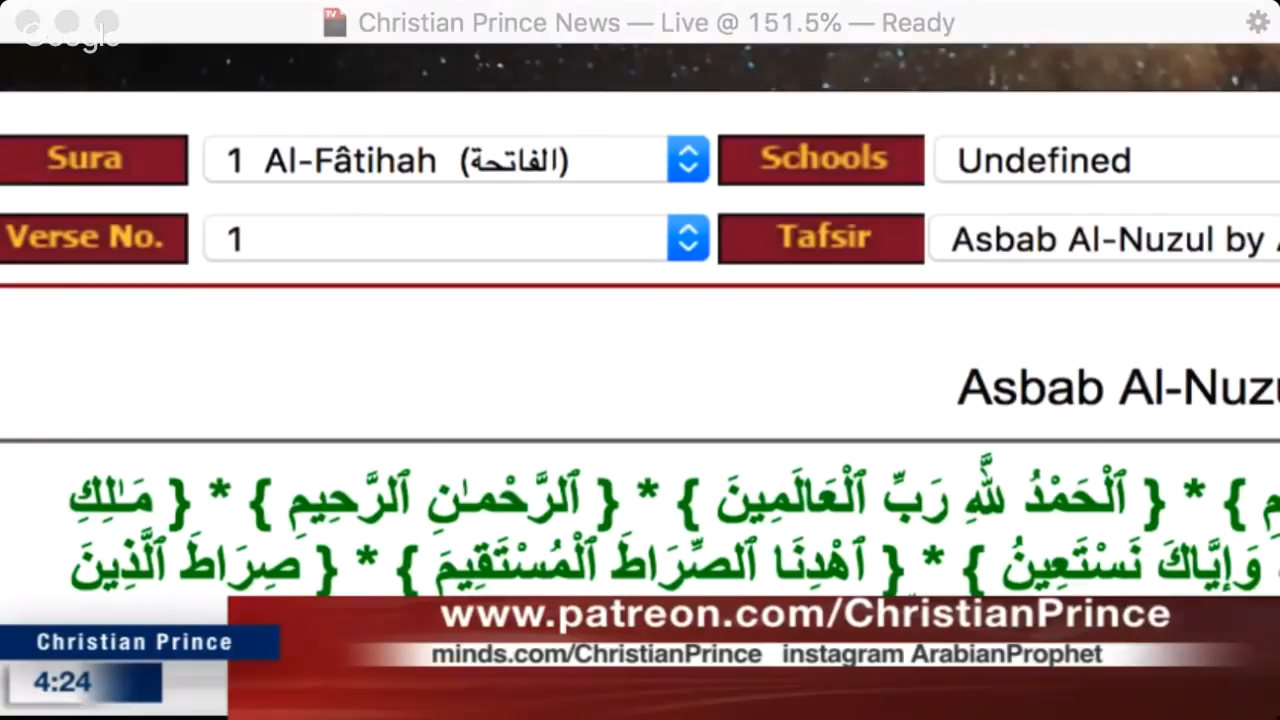 Christian Prince News — Live @ 151.5% — Ready
Google
Sura
1 Al-Fâtihah (الفاتحة)
Schools
Undefined
Verse No.
1
Tafsir
Asbab Al-Nuzul by
Asbab Al-Nuzu
} * { ٱلْحَمْدُ للَّهِ رَبِّ ٱلْعَالَمِينَ } * { ٱلرَّحْمـٰنِ ٱلرَّحِيمِ } * { مَـٰلِكِ
وَإِيَّاكَ نَسْتَعِينُ } * { ٱهْدِنَا ٱلصِّرَاطَ ٱلْمُسْتَقِيمَ } * { صِرَاطَ ٱلَّذِينَ
www.patreon.com/ChristianPrince
Christian Prince
minds.com/ChristianPrince instagram ArabianProphet
4:24